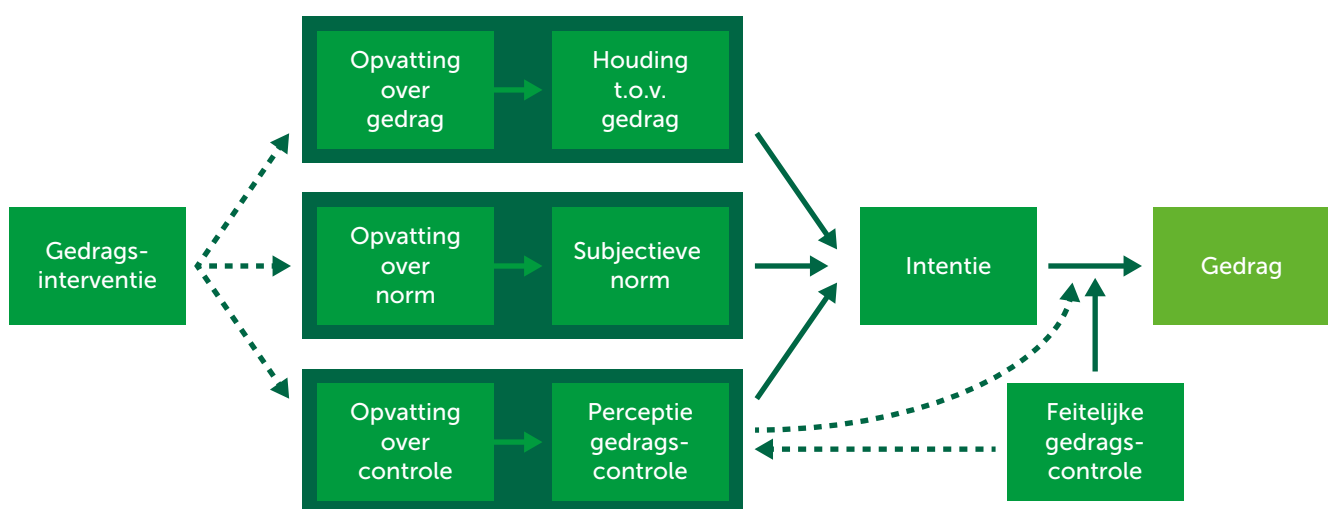 Opvatting
over
gedrag
Houding
t.o.v.
gedrag
Gedrags-
interventie
Opvatting
over
norm
Subjectieve
norm
Intentie
Gedrag
Opvatting
over
controle
Perceptie
gedrags-
controle
Feitelijke
gedrags-
controle